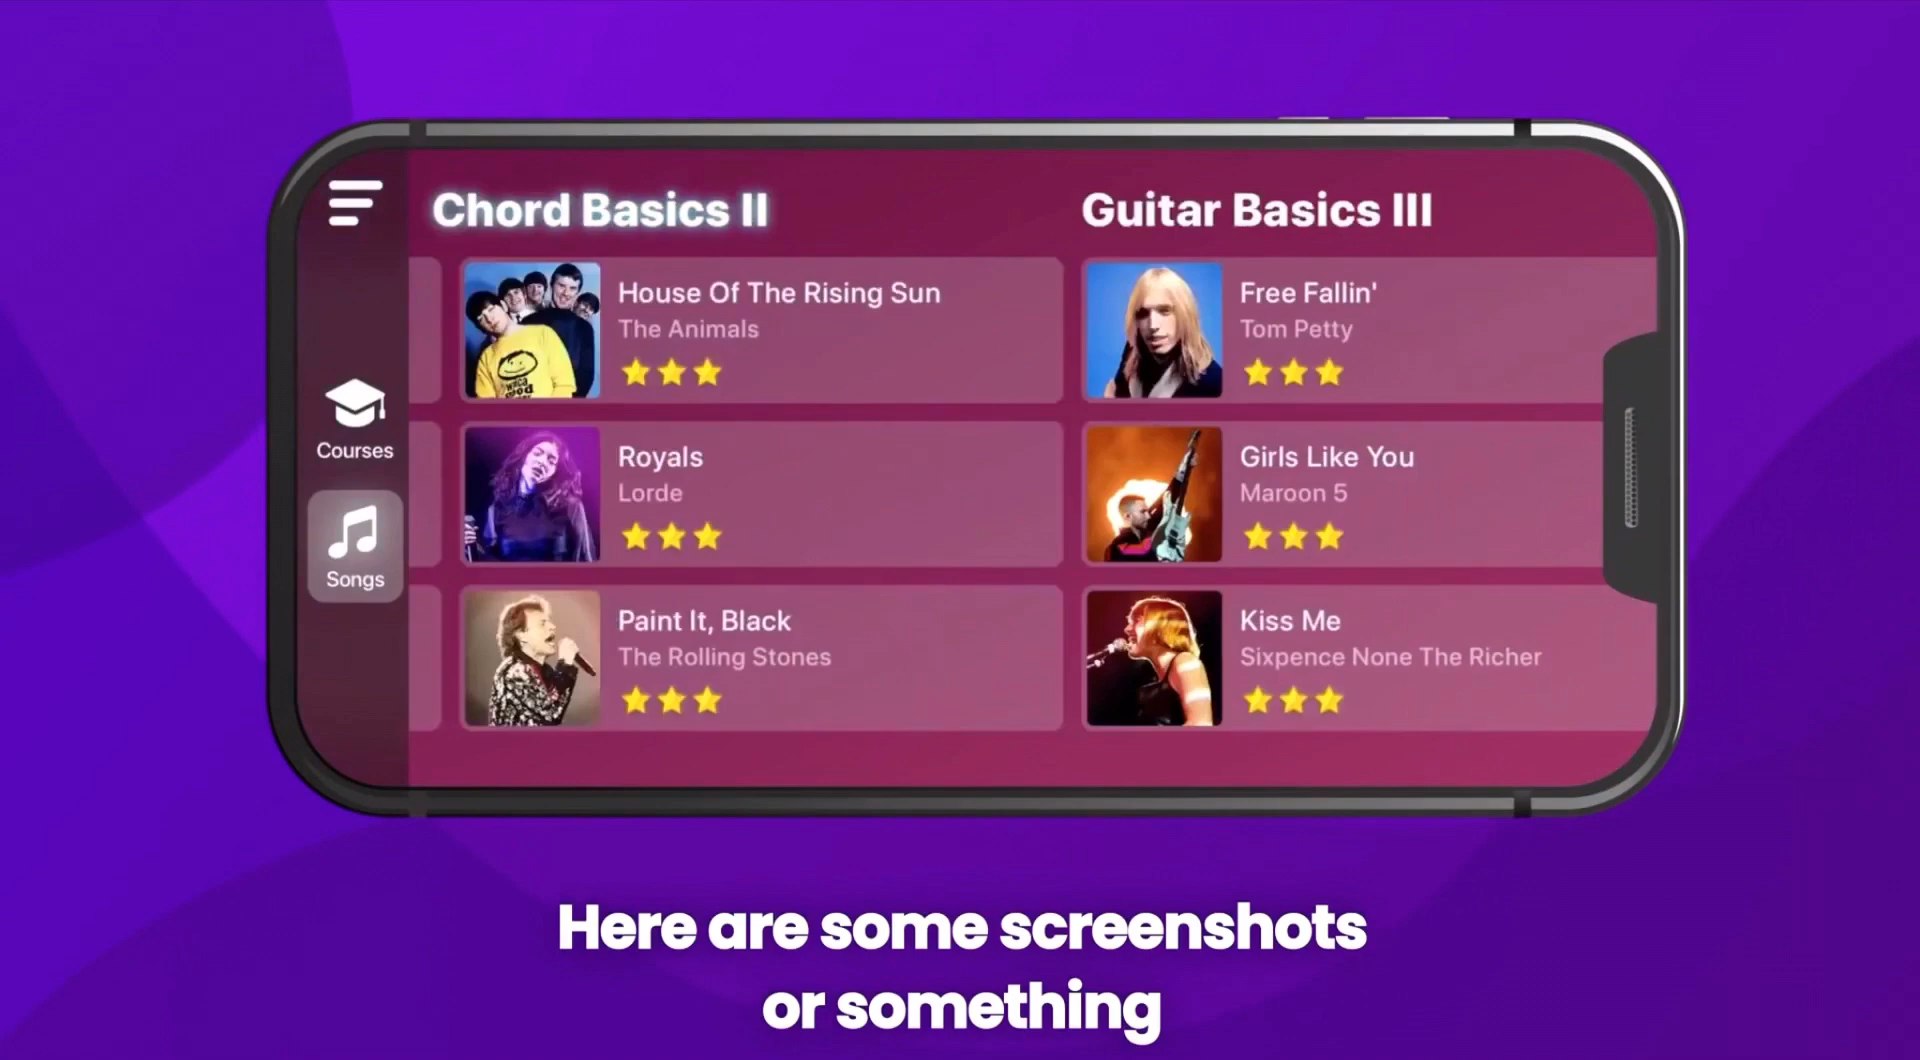 Chord Basics II
Guitar Basics III
House Of The Rising Sun
The Animals
Free Fallin'
Tom Petty
Courses
Royals
Lorde
Girls Like You
Maroon 5
Songs
Paint It, Black
The Rolling Stones
Kiss Me
Sixpence None The Richer
Here are some screenshots
or something